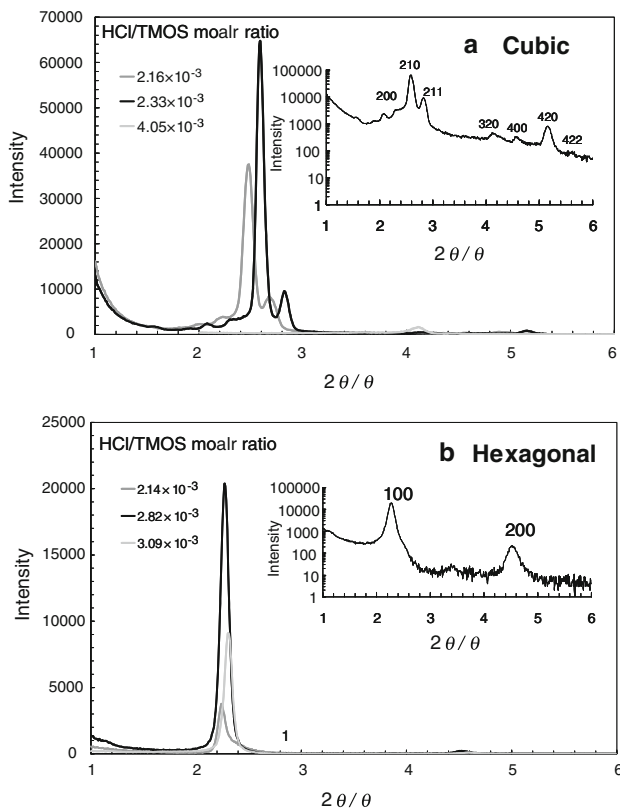 70000
60000
50000
40000
30000
20000
10000
0
Intensity
HCl/TMOS moalr ratio
2.16×10⁻³
2.33×10⁻³
4.05×10⁻³
a Cubic
100000
10000
1000
100
10
1
Intensity
200
210
211
320
400
420
422
1 2 3 4 5 6
2 θ/θ
1 2 3 4 5 6
2 θ/θ
25000
20000
15000
10000
5000
0
Intensity
HCl/TMOS moalr ratio
2.14×10⁻³
2.82×10⁻³
3.09×10⁻³
b Hexagonal
100000
10000
1000
100
10
1
Intensity
100
200
1 2 3 4 5 6
2 θ/θ
1
1 2 3 4 5 6
2 θ/θ